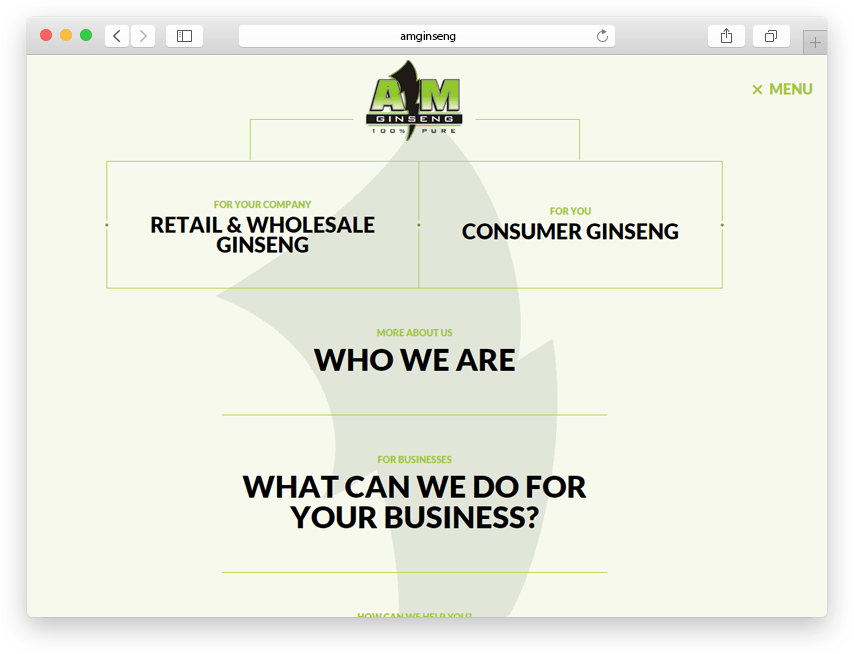 amginseng
AM
GINSENG
100% PURE
× MENU
FOR YOUR COMPANY
RETAIL & WHOLESALE
GINSENG
FOR YOU
CONSUMER GINSENG
MORE ABOUT US
WHO WE ARE
FOR BUSINESSES
WHAT CAN WE DO FOR
YOUR BUSINESS?
HOW CAN WE HELP YOU?